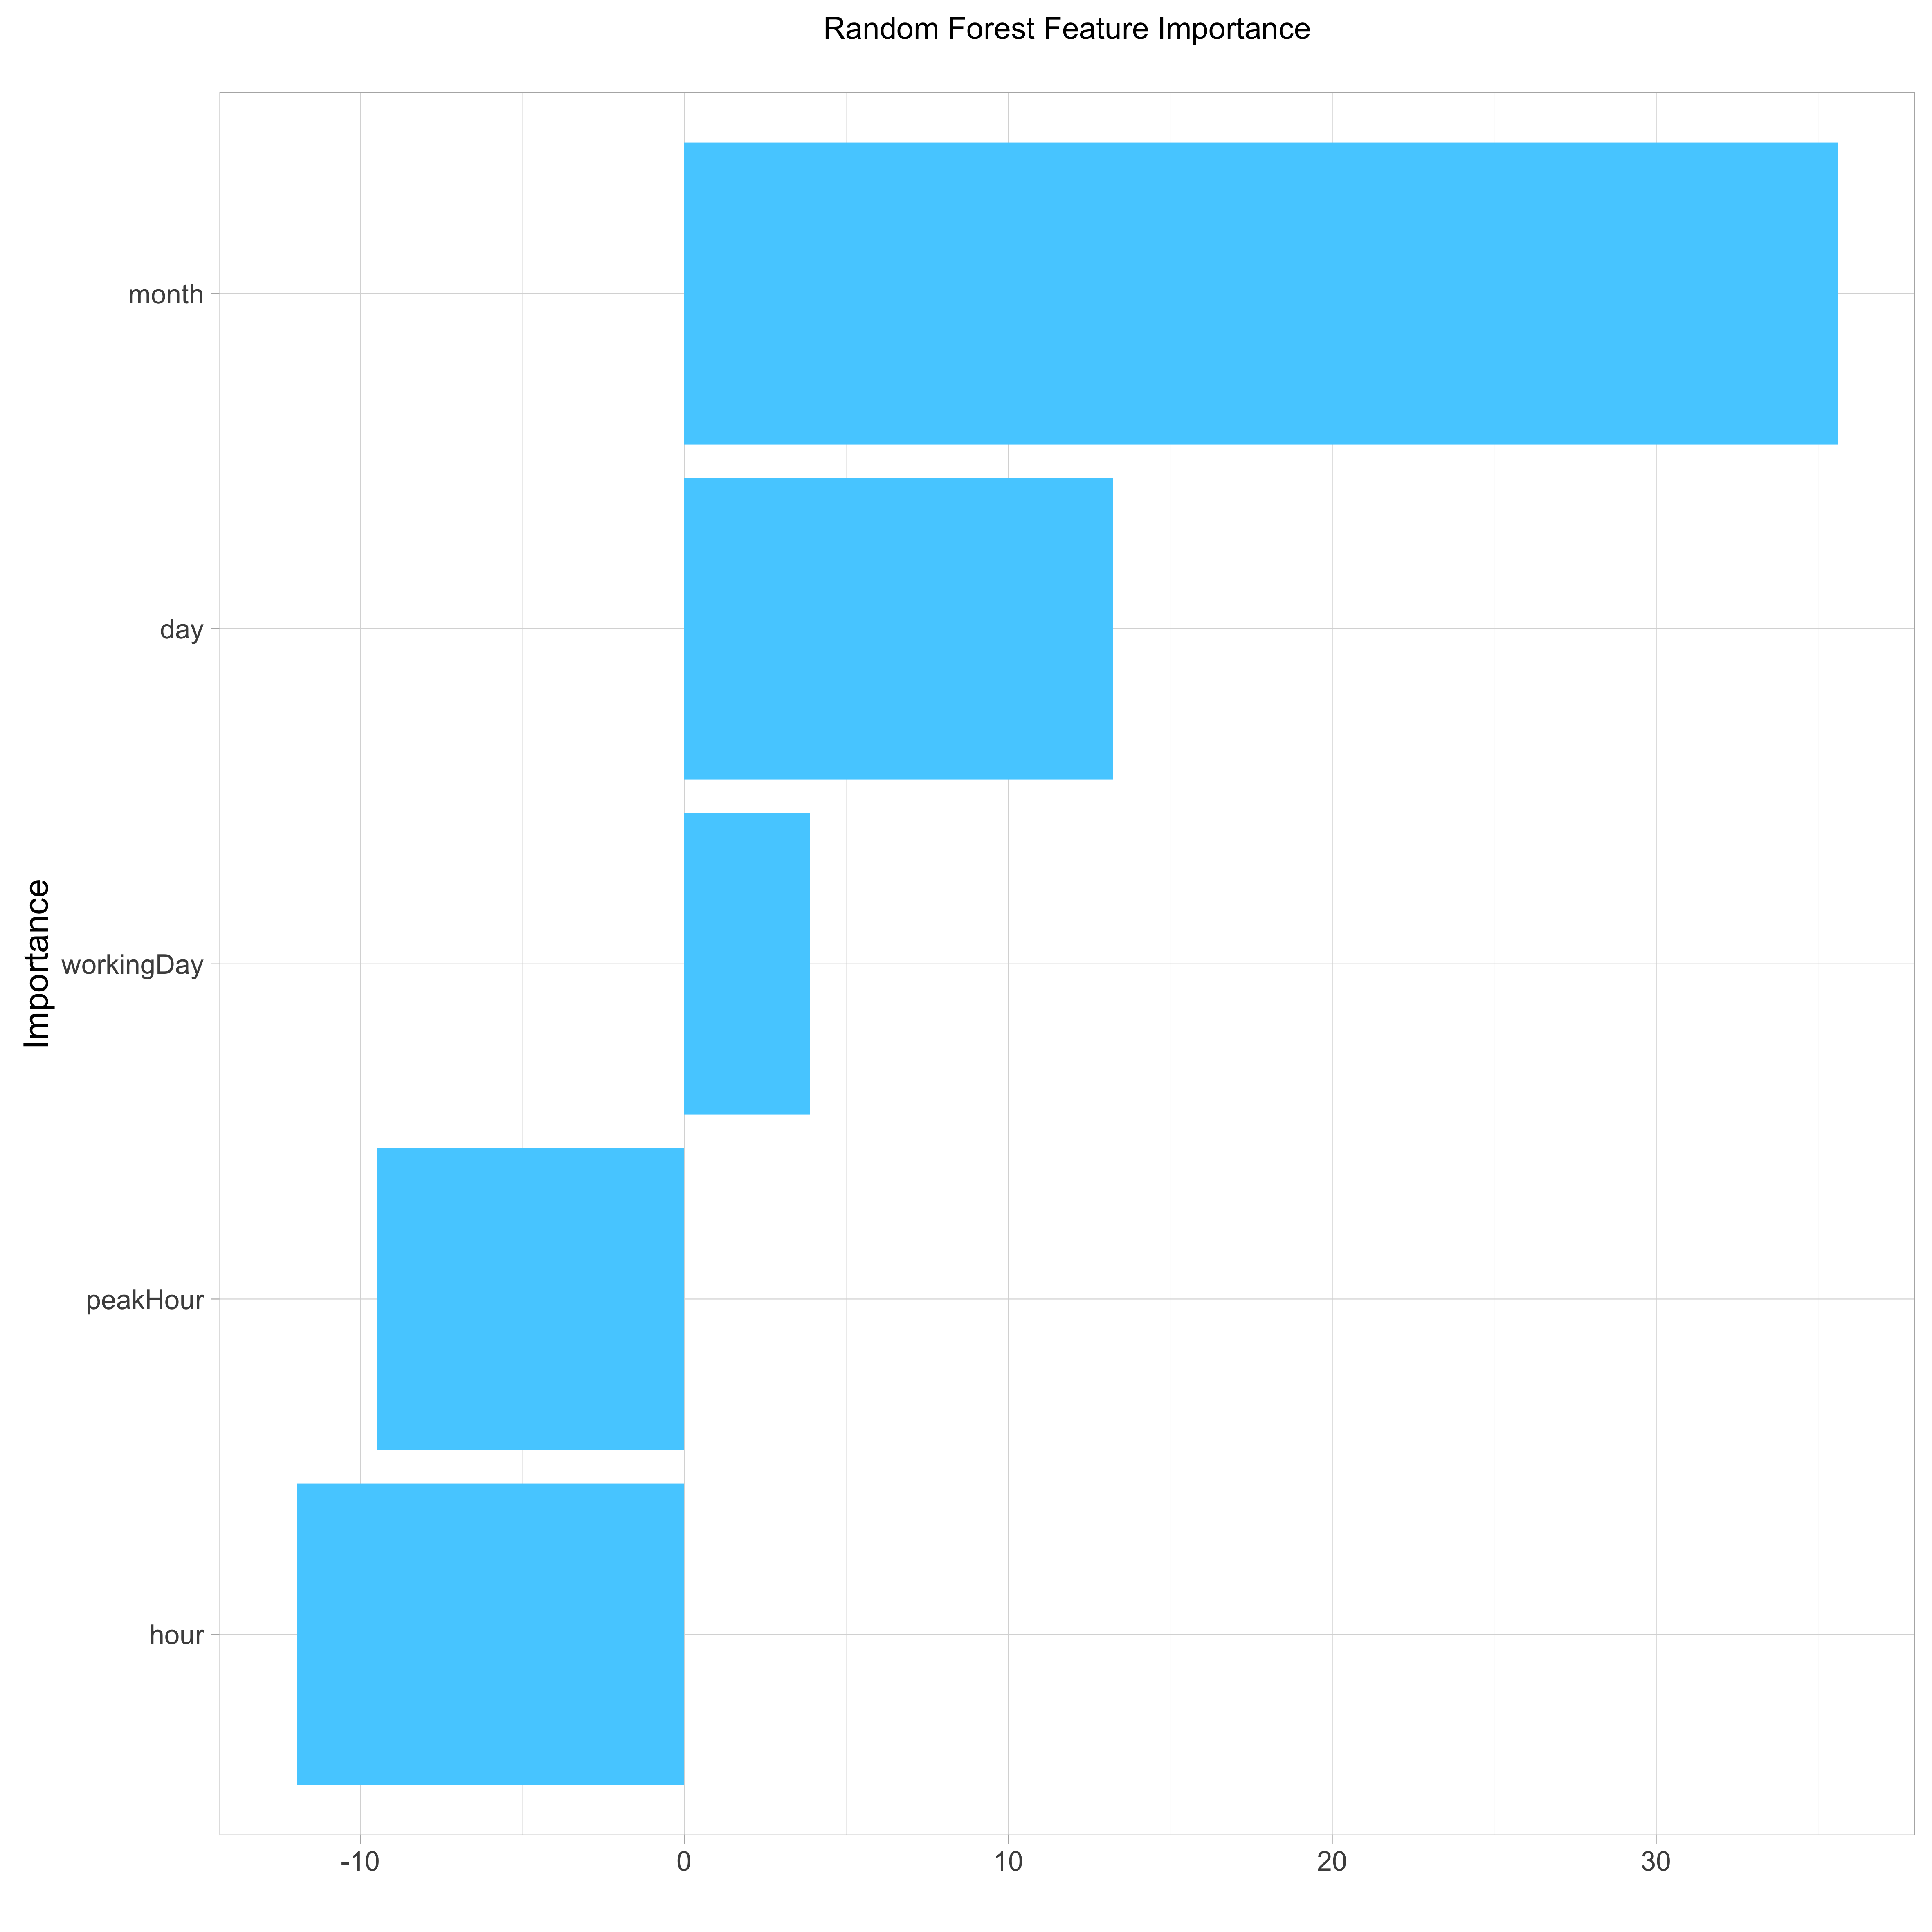 Random Forest Feature Importance
Importance
month
day
workingDay
peakHour
hour
-10 0 10 20 30